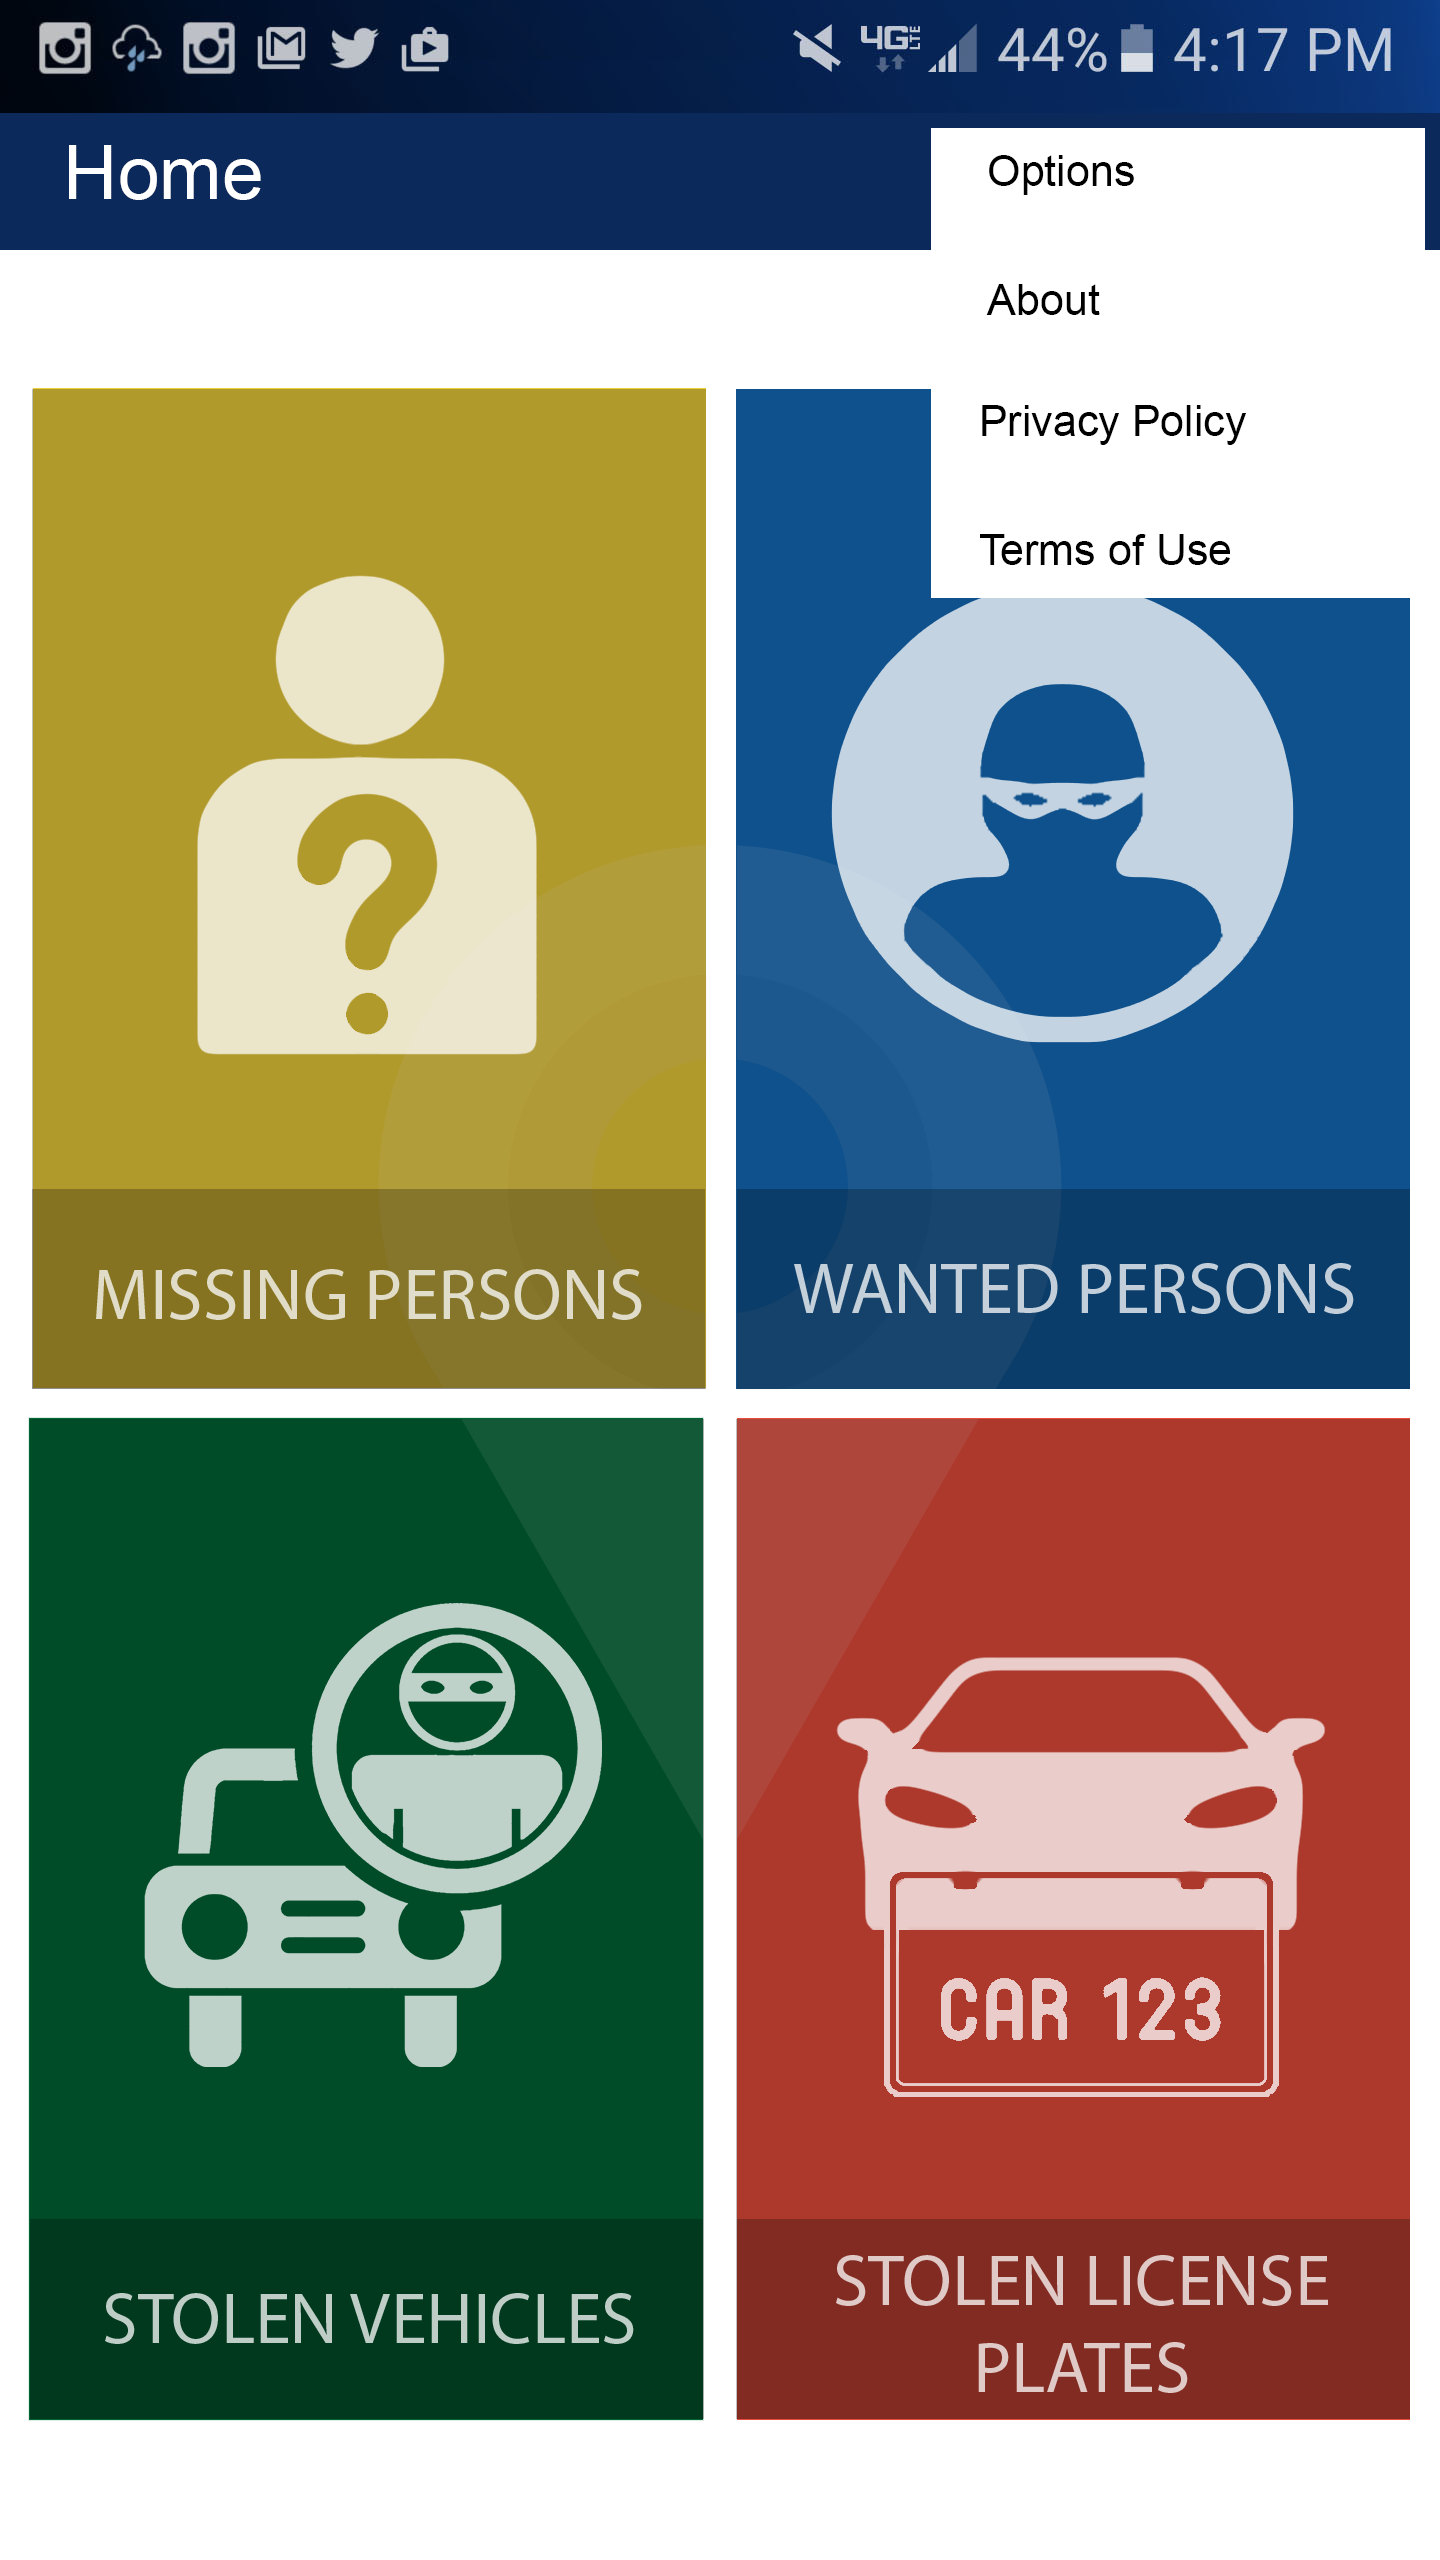 4G LTE 44% 4:17 PM
Home
Options
About
Privacy Policy
Terms of Use
MISSING PERSONS
WANTED PERSONS
CAR 123
STOLEN VEHICLES
STOLEN LICENSE
PLATES